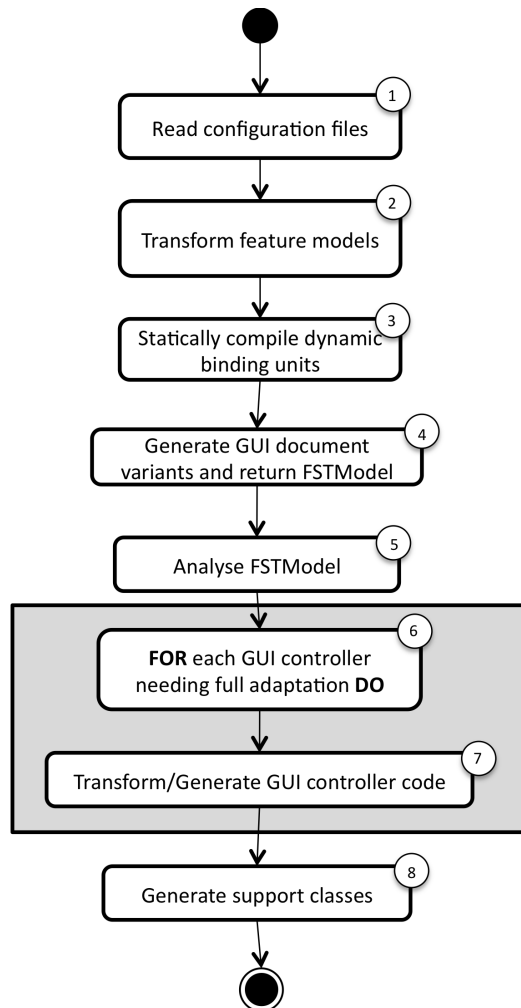 1
Read configuration files
2
Transform feature models
3
Statically compile dynamic
binding units
4
Generate GUI document
variants and return FSTModel
5
Analyse FSTModel
6
FOR each GUI controller
needing full adaptation DO
7
Transform/Generate GUI controller code
8
Generate support classes